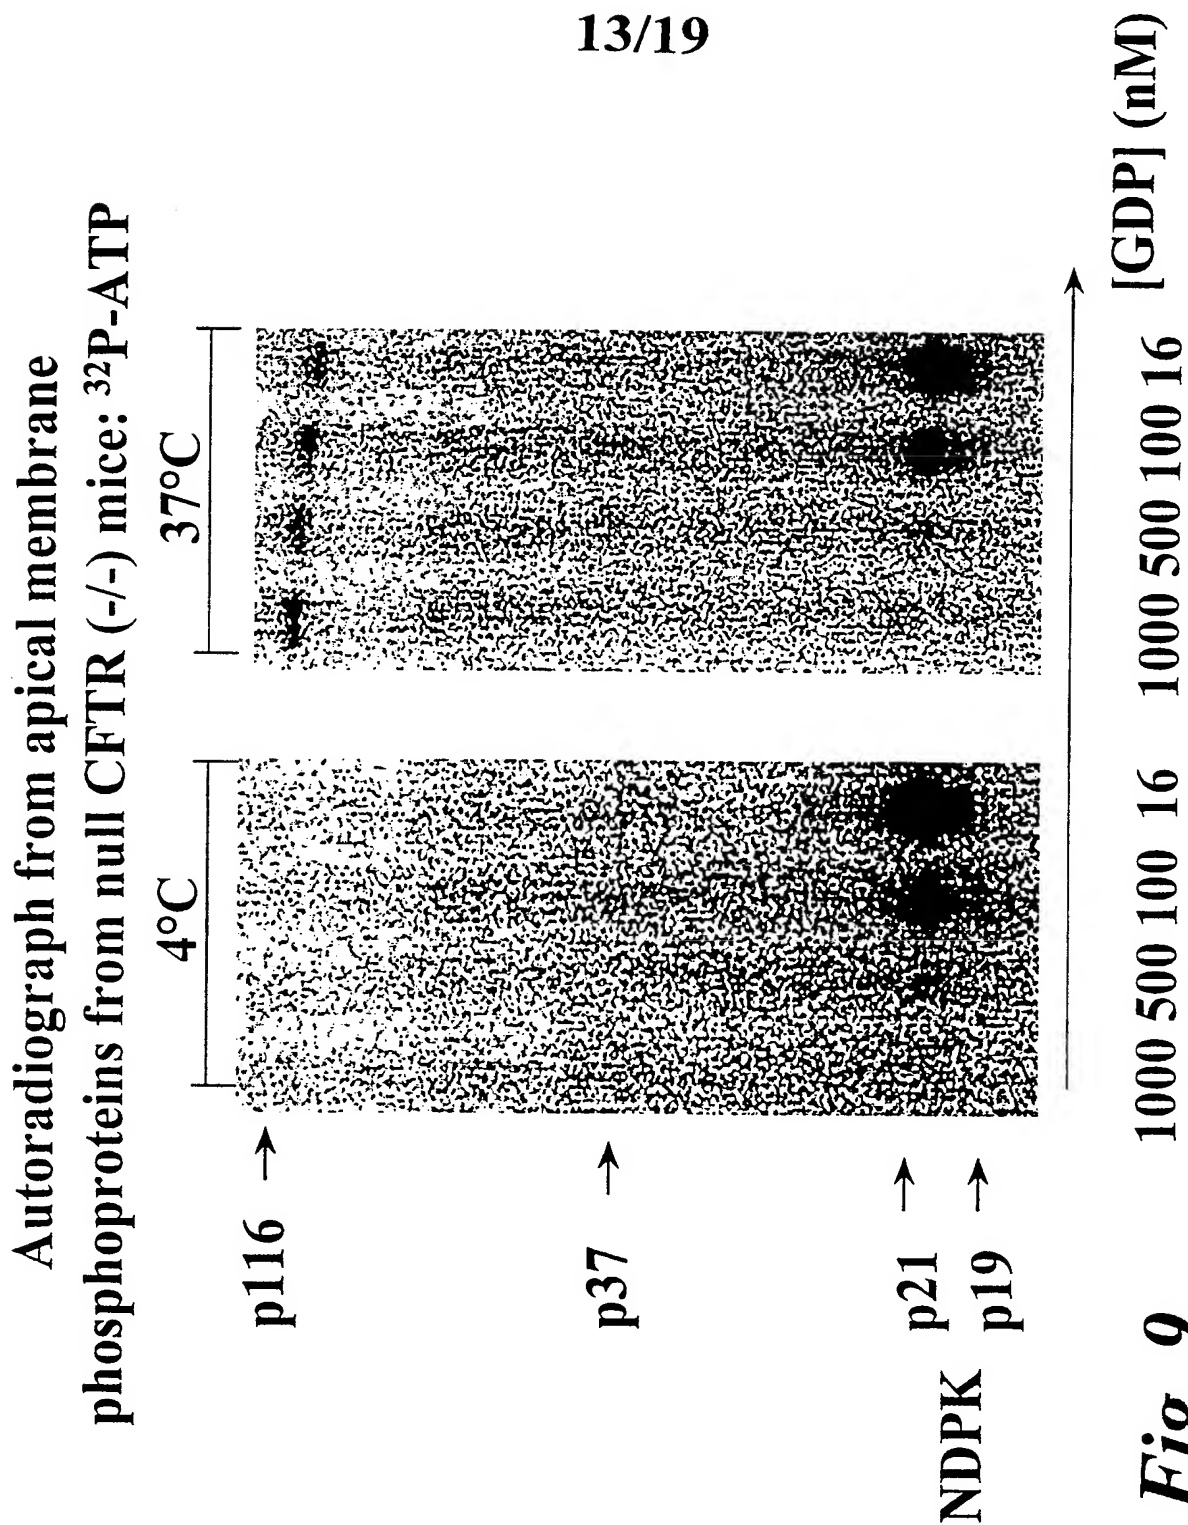 13/19
Autoradiograph from apical membrane
phosphoproteins from null CFTR (-/-) mice: ³²P-ATP
4°C 37°C
p116
p37
NDPK p21
p19
1000 500 100 16 1000 500 100 16 [GDP] (nM)
Fig 9